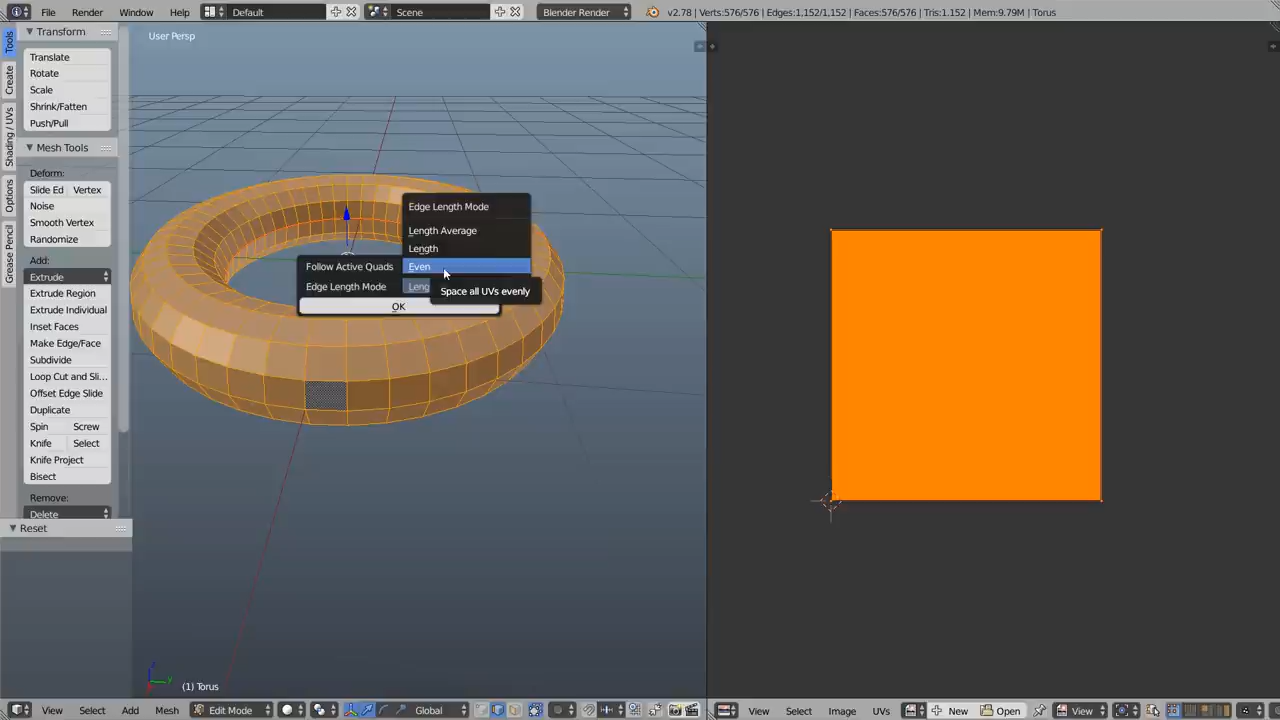 File Render Window Help Default Scene Blender Render v2.78 | Verts:576/576 | Edges:1,152/1,152 | Faces:576/576 | Tris:1.152 | Mem:9.79M | Torus
Tools
Create
Shading / UVs
Options
Grease Pencil
Transform
Translate
Rotate
Scale
Shrink/Fatten
Push/Pull
Mesh Tools
Deform:
Slide Ed Vertex
Noise
Smooth Vertex
Randomize
Add:
Extrude
Extrude Region
Extrude Individual
Inset Faces
Make Edge/Face
Subdivide
Loop Cut and Sli...
Offset Edge Slide
Duplicate
Spin Screw
Knife Select
Knife Project
Bisect
Remove:
Delete
Reset
User Persp
Edge Length Mode
Length Average
Length
Follow Active Quads Even
Edge Length Mode
Space all UVs evenly
OK
(1) Torus
View Select Add Mesh Edit Mode Global
View Select Image UVs New Open View